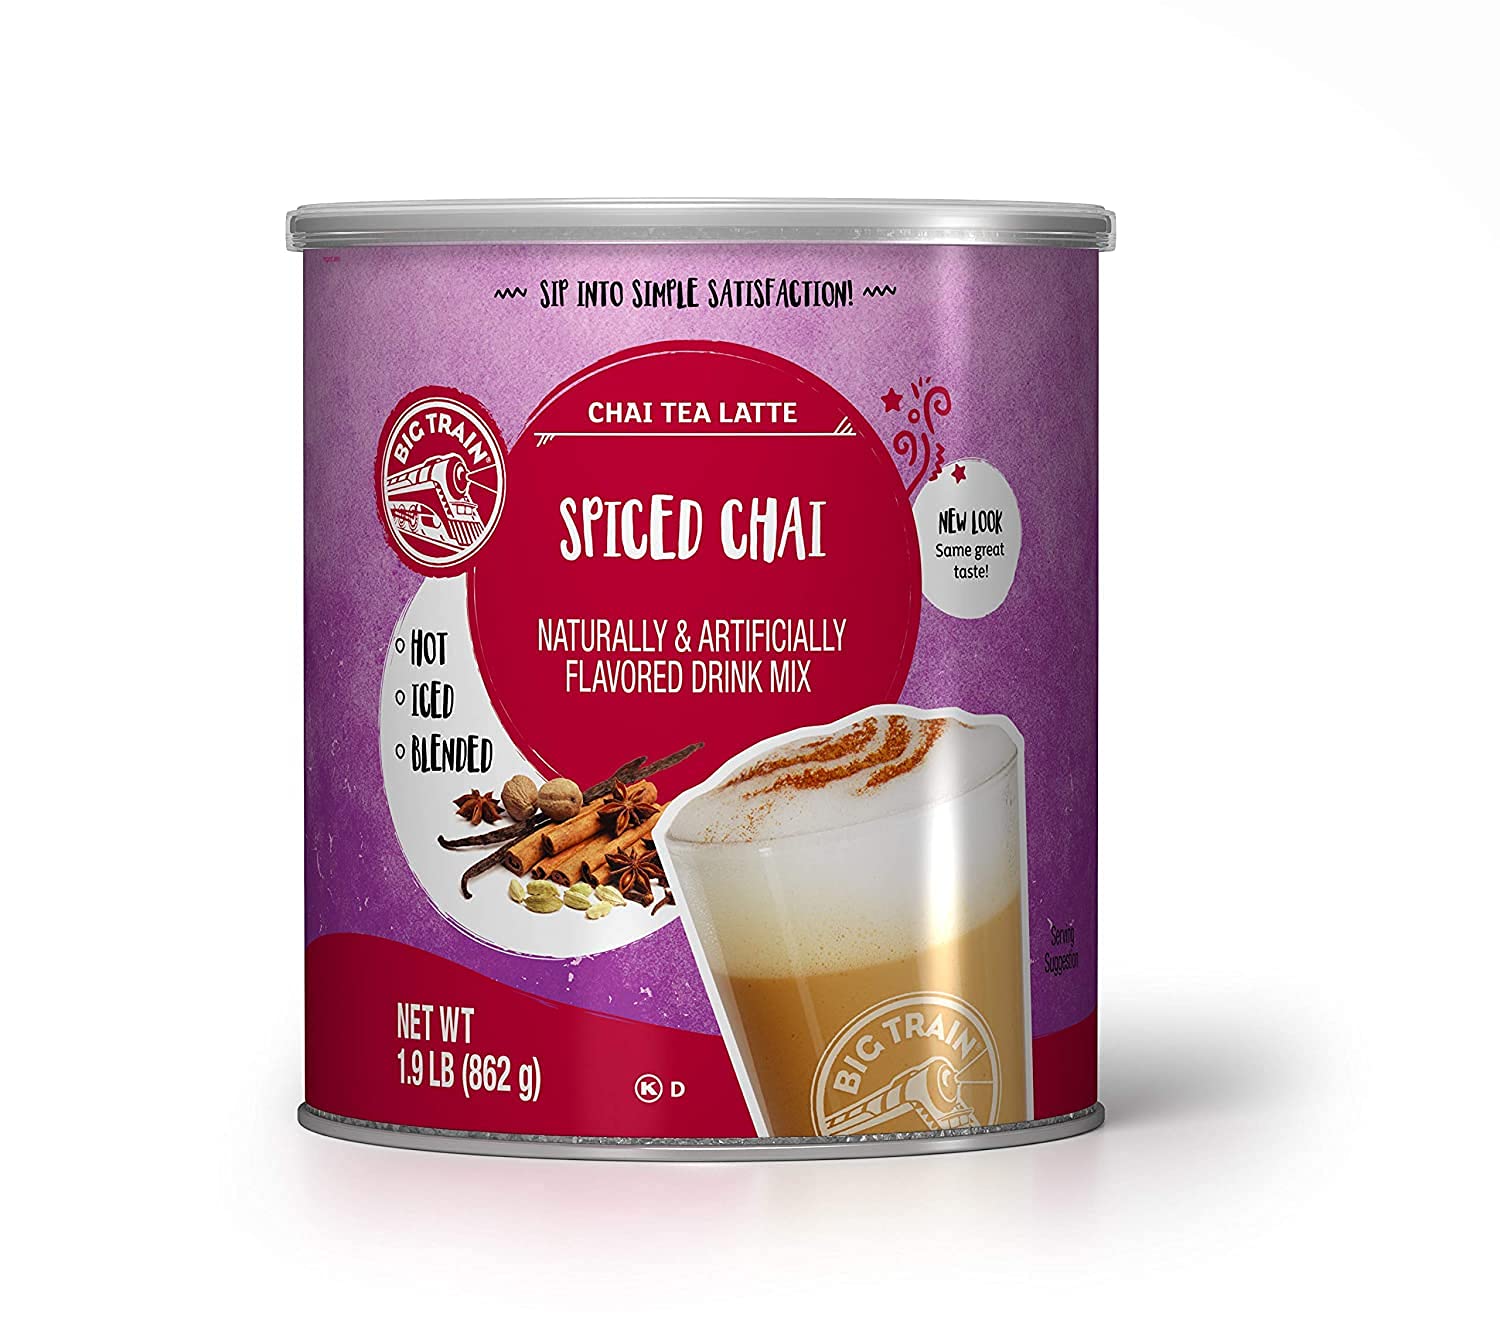 SIP INTO SIMPLE SATISFACTION!
CHAI TEA LATTE
BIG TRAIN®
SPICED CHAI
NEW LOOK
Same great
taste!
NATURALLY & ARTIFICIALLY
FLAVORED DRINK MIX
HOT
ICED
BLENDED
Serving
Suggestion
NET WT
1.9 LB (862 g)
K D
BIG TRAIN